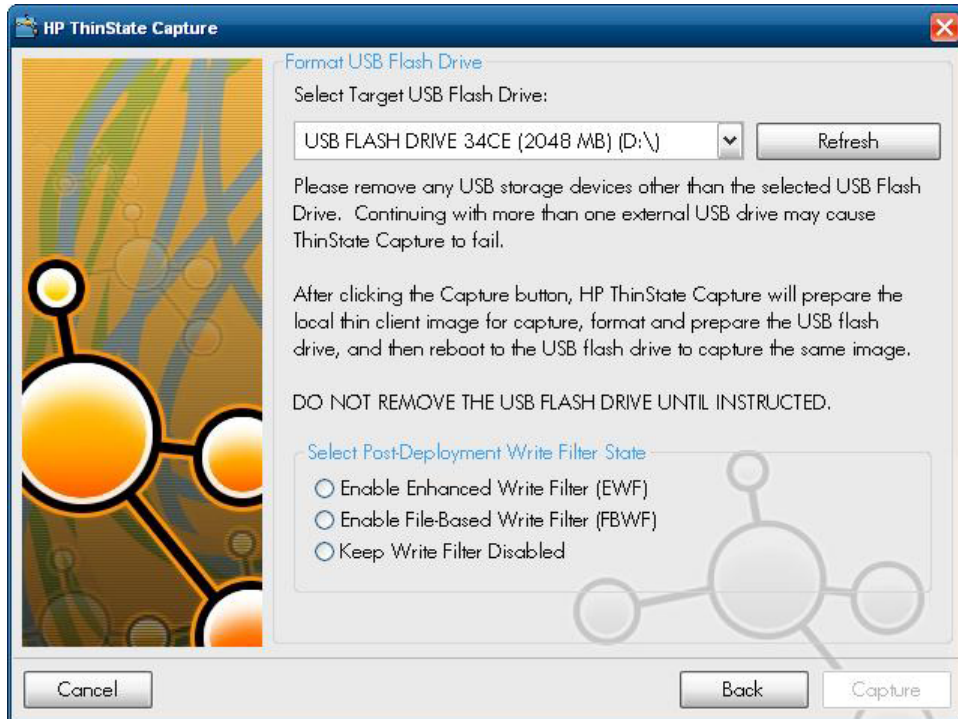 HP ThinState Capture
Format USB Flash Drive
Select Target USB Flash Drive:
USB FLASH DRIVE 34CE (2048 MB) (D:\)
Refresh
Please remove any USB storage devices other than the selected USB Flash
Drive. Continuing with more than one external USB drive may cause
ThinState Capture to fail.
After clicking the Capture button, HP ThinState Capture will prepare the
local thin client image for capture, format and prepare the USB flash
drive, and then reboot to the USB flash drive to capture the same image.
DO NOT REMOVE THE USB FLASH DRIVE UNTIL INSTRUCTED.
Select Post-Deployment Write Filter State
Enable Enhanced Write Filter (EWF)
Enable File-Based Write Filter (FBWF)
Keep Write Filter Disabled
Cancel
Back
Capture